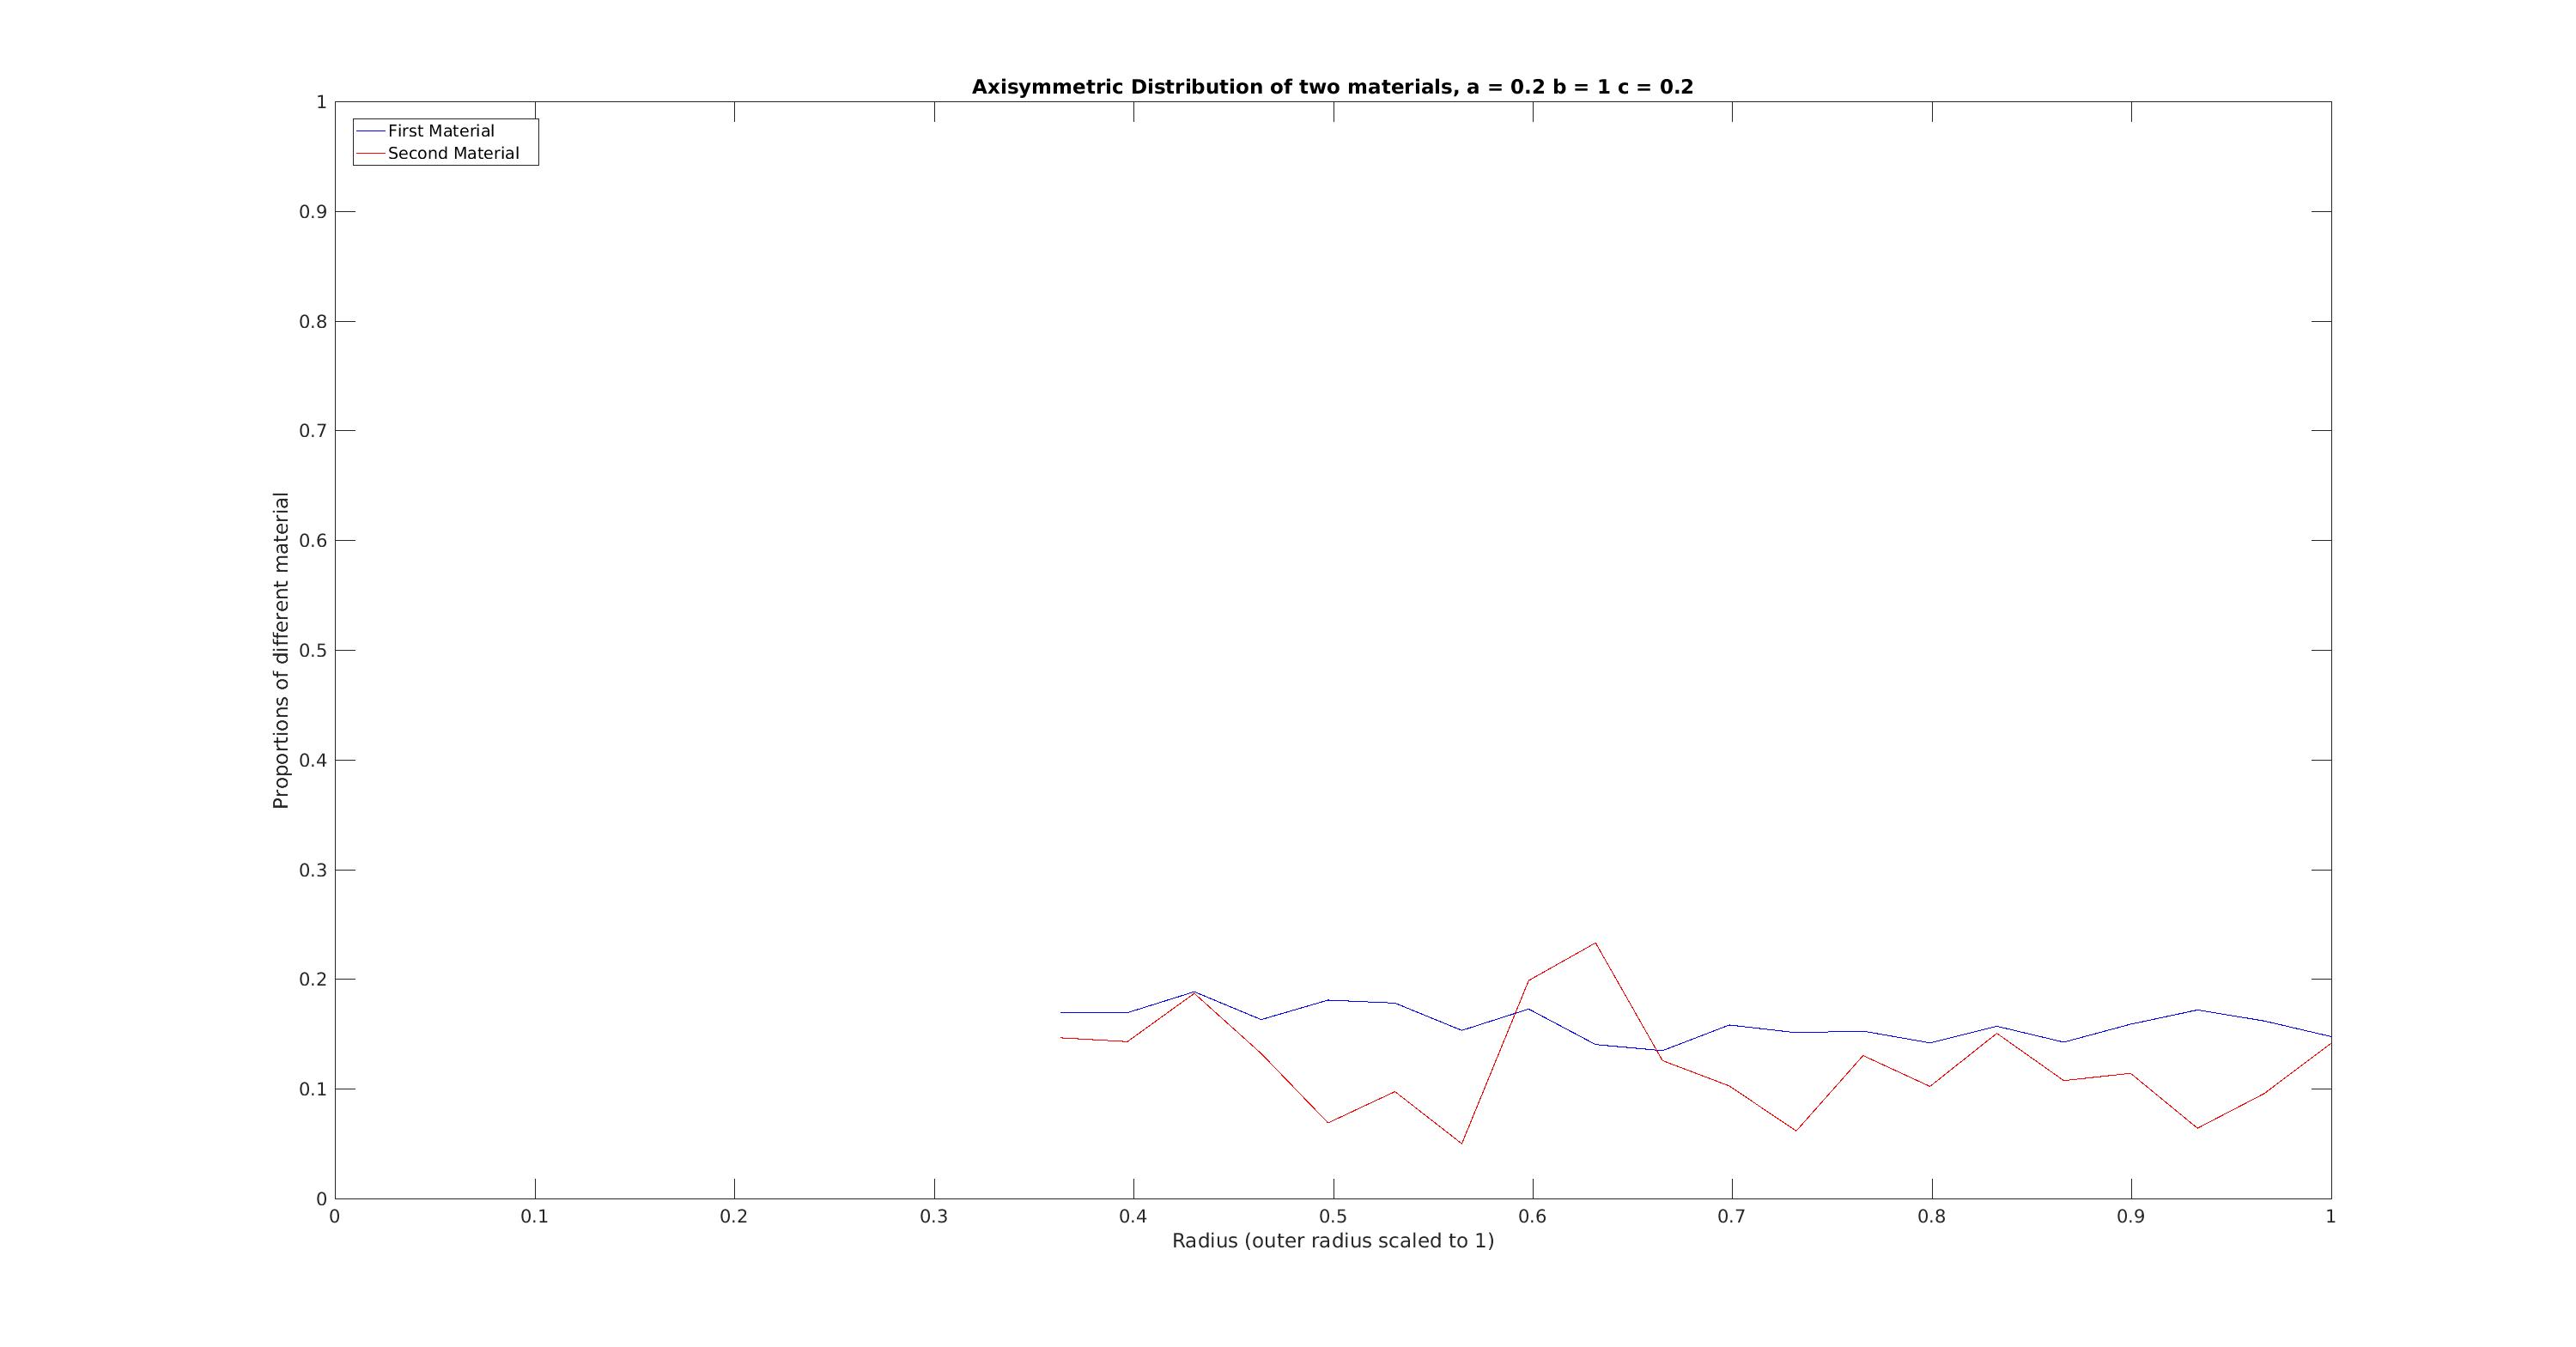 Axisymmetric Distribution of two materials, a = 0.2 b = 1 c = 0.2
First Material
Second Material
1
0.9
0.8
0.7
0.6
0.5
0.4
0.3
0.2
0.1
0
Proportions of different material
0 0.1 0.2 0.3 0.4 0.5 0.6 0.7 0.8 0.9 1
Radius (outer radius scaled to 1)